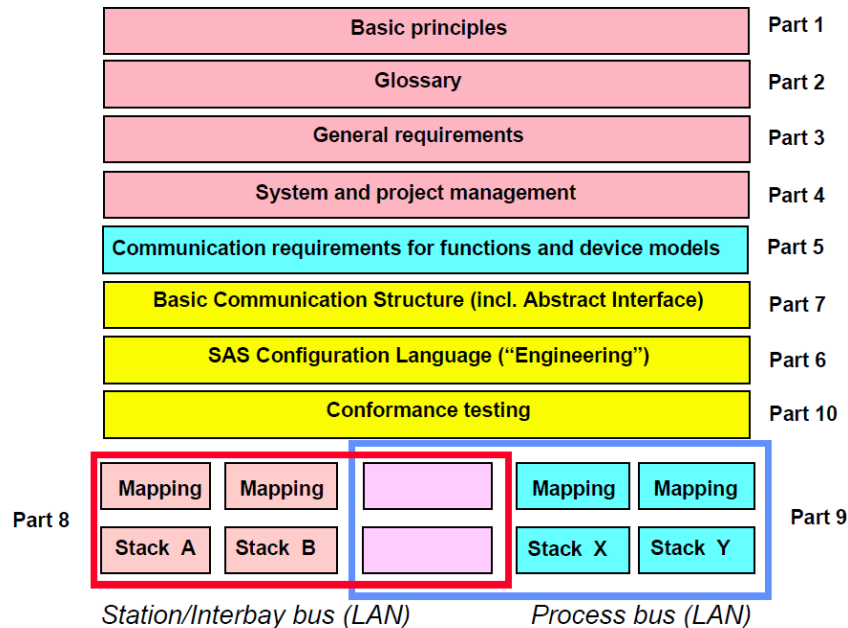 Basic principles Part 1
Glossary Part 2
General requirements Part 3
System and project management Part 4
Communication requirements for functions and device models Part 5
Basic Communication Structure (incl. Abstract Interface) Part 7
SAS Configuration Language (“Engineering”) Part 6
Conformance testing Part 10
Mapping Mapping Mapping Mapping
Part 8 Part 9
Stack A Stack B Stack X Stack Y
Station/Interbay bus (LAN) Process bus (LAN)